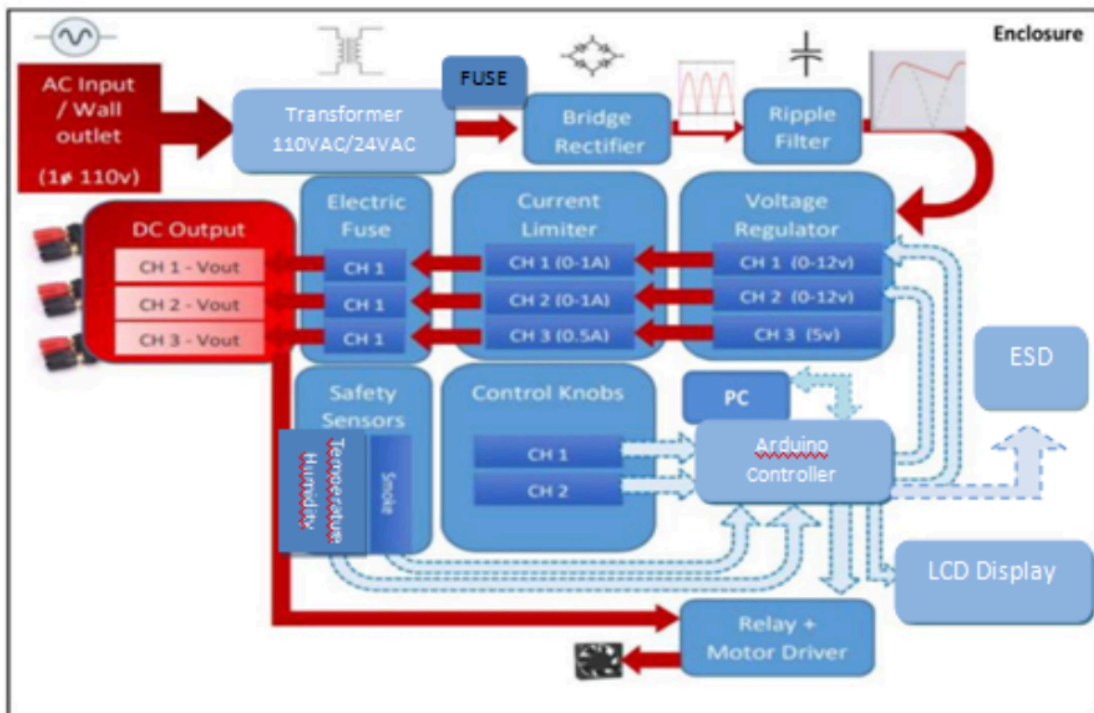 Enclosure
AC Input
/ Wall
outlet
(1ø 110v)
Transformer
110VAC/24VAC
FUSE
Bridge
Rectifier
Ripple
Filter
DC Output
CH 1 - Vout
CH 2 - Vout
CH 3 - Vout
Electric
Fuse
CH 1
CH 1
CH 1
Current
Limiter
CH 1 (0-1A)
CH 2 (0-1A)
CH 3 (0.5A)
Voltage
Regulator
CH 1 (0-12v)
CH 2 (0-12v)
CH 3 (5v)
ESD
Safety
Sensors
Temperatue
Humidity
Smoke
Control Knobs
CH 1
CH 2
PC
Arduino
Controller
LCD Display
Relay +
Motor Driver